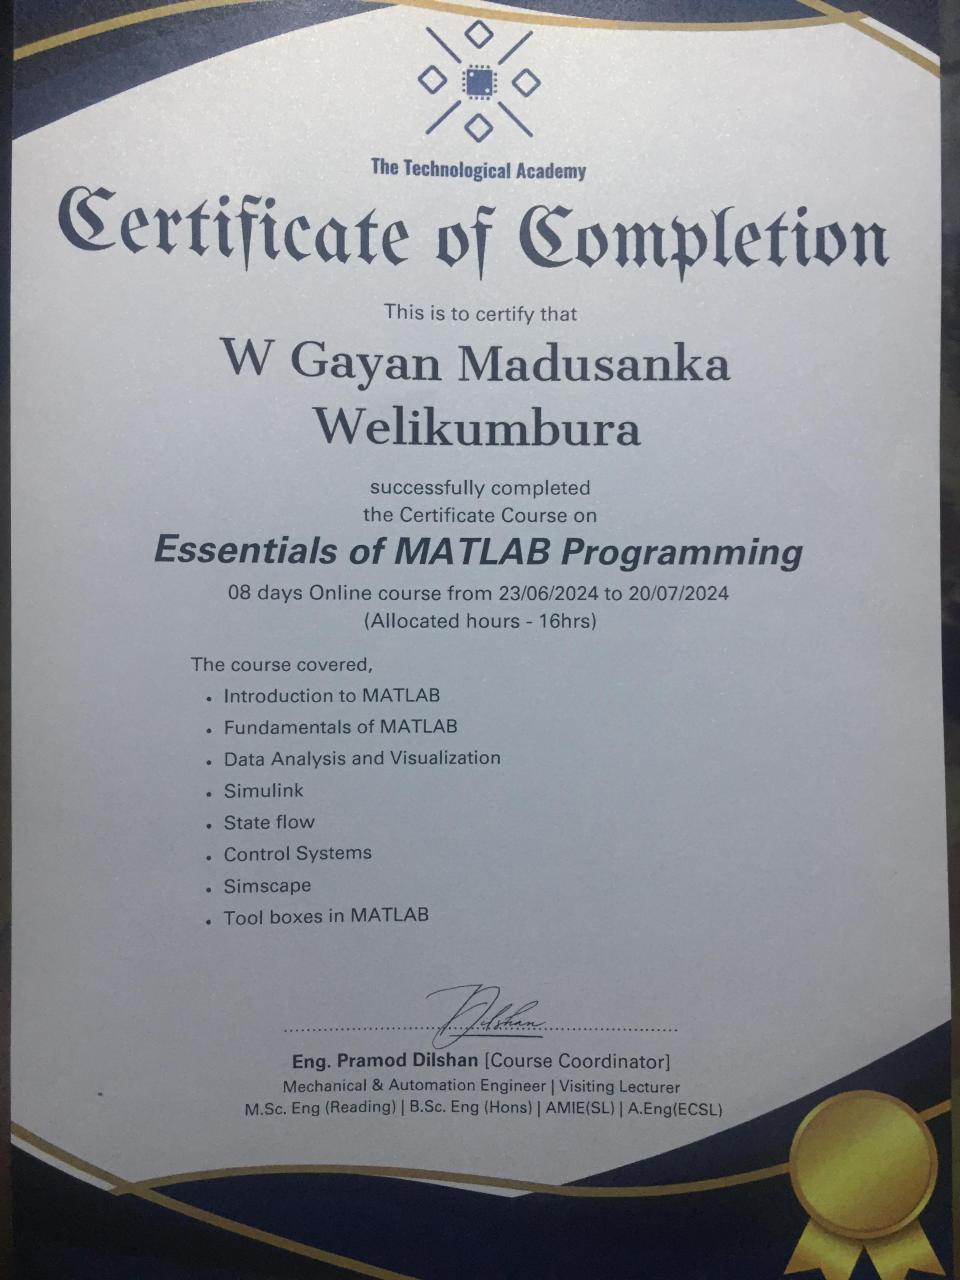 The Technological Academy
Certificate of Completion
This is to certify that
W Gayan Madusanka
Welikumbura
successfully completed
the Certificate Course on
Essentials of MATLAB Programming
08 days Online course from 23/06/2024 to 20/07/2024
(Allocated hours - 16hrs)
The course covered,
• Introduction to MATLAB
• Fundamentals of MATLAB
• Data Analysis and Visualization
• Simulink
• State flow
• Control Systems
• Simscape
• Tool boxes in MATLAB
Dilshan
Eng. Pramod Dilshan [Course Coordinator]
Mechanical & Automation Engineer | Visiting Lecturer
M.Sc. Eng (Reading) | B.Sc. Eng (Hons) | AMIE(SL) | A.Eng(ECSL)